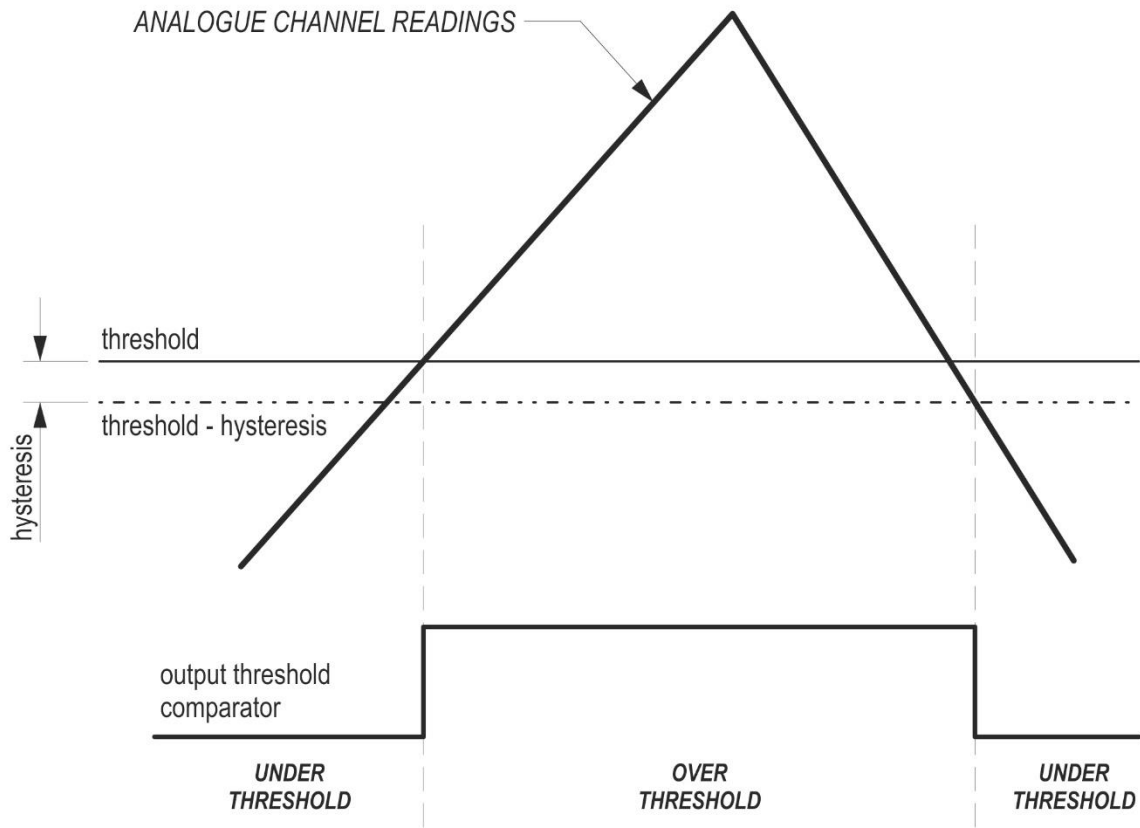 ANALOGUE CHANNEL READINGS
threshold
threshold - hysteresis
hysteresis
output threshold
comparator
UNDER
THRESHOLD
OVER
THRESHOLD
UNDER
THRESHOLD